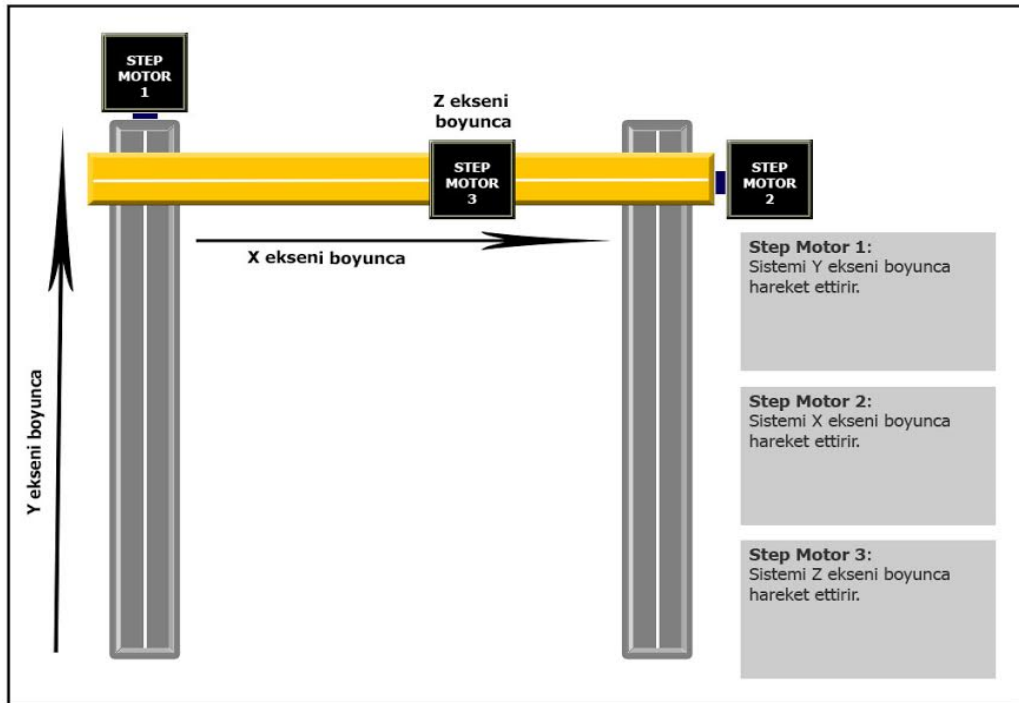 STEP
MOTOR
1
Z ekseni
boyunca
STEP
MOTOR
3
STEP
MOTOR
2
X ekseni boyunca
Y ekseni boyunca
Step Motor 1:
Sistemi Y ekseni boyunca
hareket ettirir.
Step Motor 2:
Sistemi X ekseni boyunca
hareket ettirir.
Step Motor 3:
Sistemi Z ekseni boyunca
hareket ettirir.